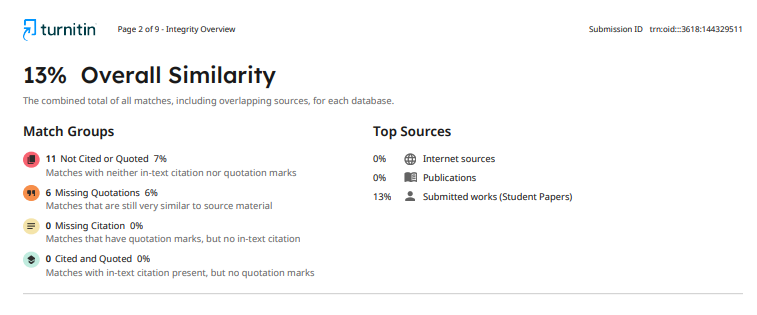 turnitin Page 2 of 9 - Integrity Overview Submission ID trn:oid:::3618:144329511
13% Overall Similarity
The combined total of all matches, including overlapping sources, for each database.
Match Groups
11 Not Cited or Quoted 7%
Matches with neither in-text citation nor quotation marks
6 Missing Quotations 6%
Matches that are still very similar to source material
0 Missing Citation 0%
Matches that have quotation marks, but no in-text citation
0 Cited and Quoted 0%
Matches with in-text citation present, but no quotation marks
Top Sources
0% Internet sources
0% Publications
13% Submitted works (Student Papers)